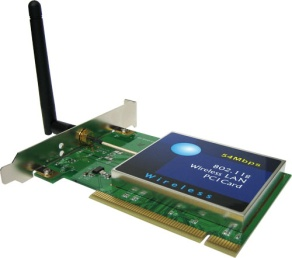 54Mbps
802.11g
Wireless LAN
PCI Card
Wireless